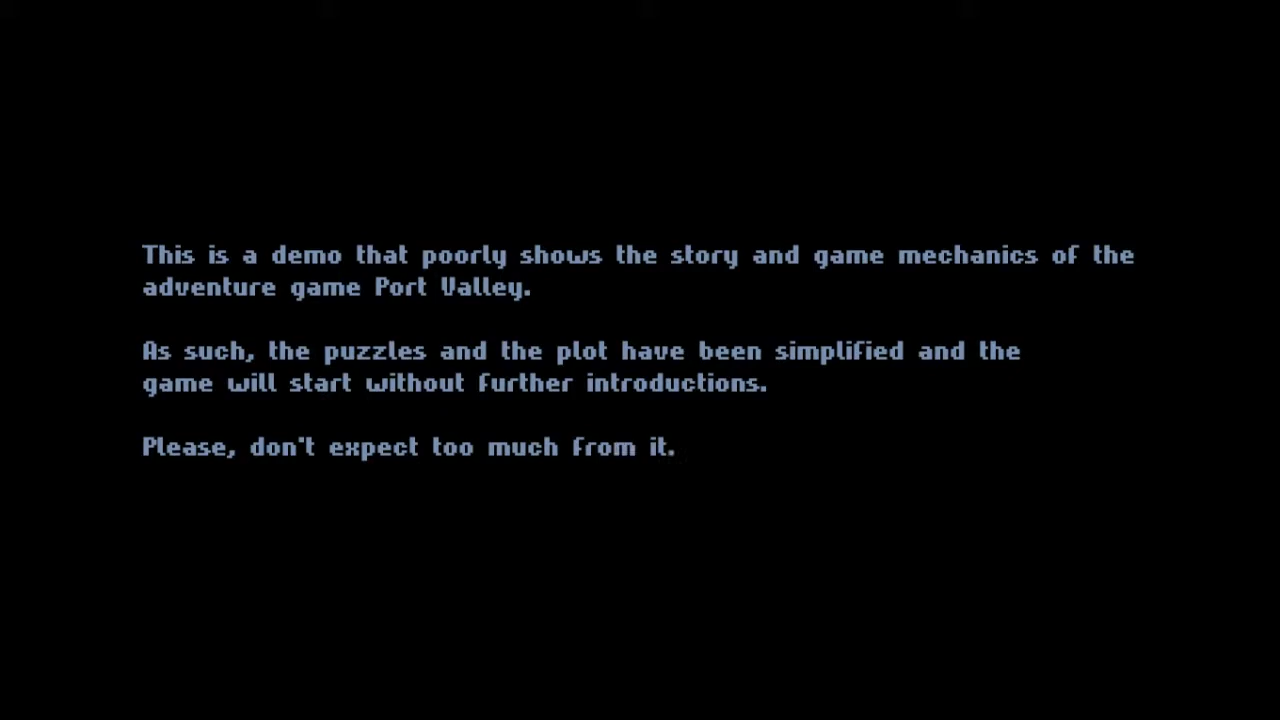 This is a demo that poorly shows the story and game mechanics of the
adventure game Port Valley.
As such, the puzzles and the plot have been simplified and the
game will start without further introductions.
Please, don't expect too much from it.